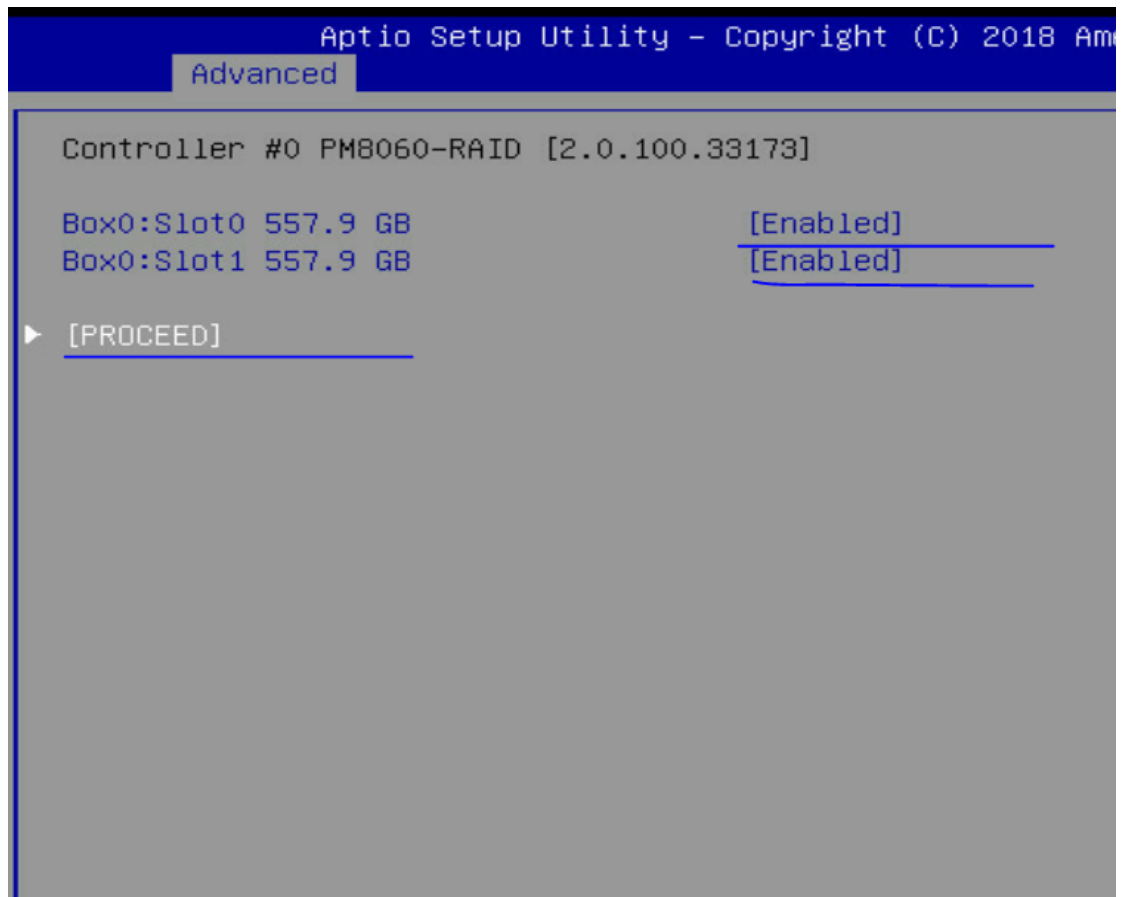 Aptio Setup Utility – Copyright (C) 2018 Am
Advanced
Controller #0 PM8060-RAID [2.0.100.33173]
Box0:Slot0 557.9 GB [Enabled]
Box0:Slot1 557.9 GB [Enabled]
[PROCEED]